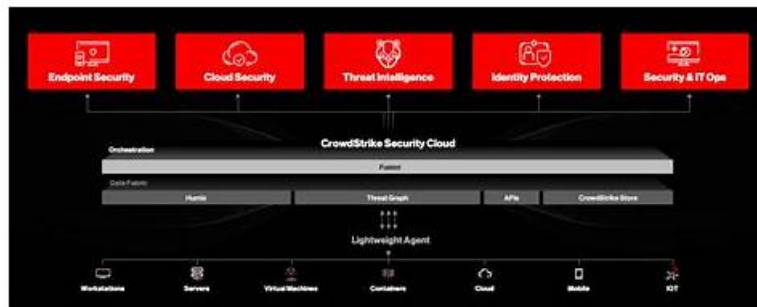 Endpoint Security
Cloud Security
Threat Intelligence
Identity Protection
Security & IT Ops
CrowdStrike Security Cloud
Orchestration
Fusion
Data Fabric
Humio
Threat Graph
APIs
CrowdStrike Store
Lightweight Agent
Workstations
Servers
Virtual Machines
Containers
Cloud
Mobile
IOT